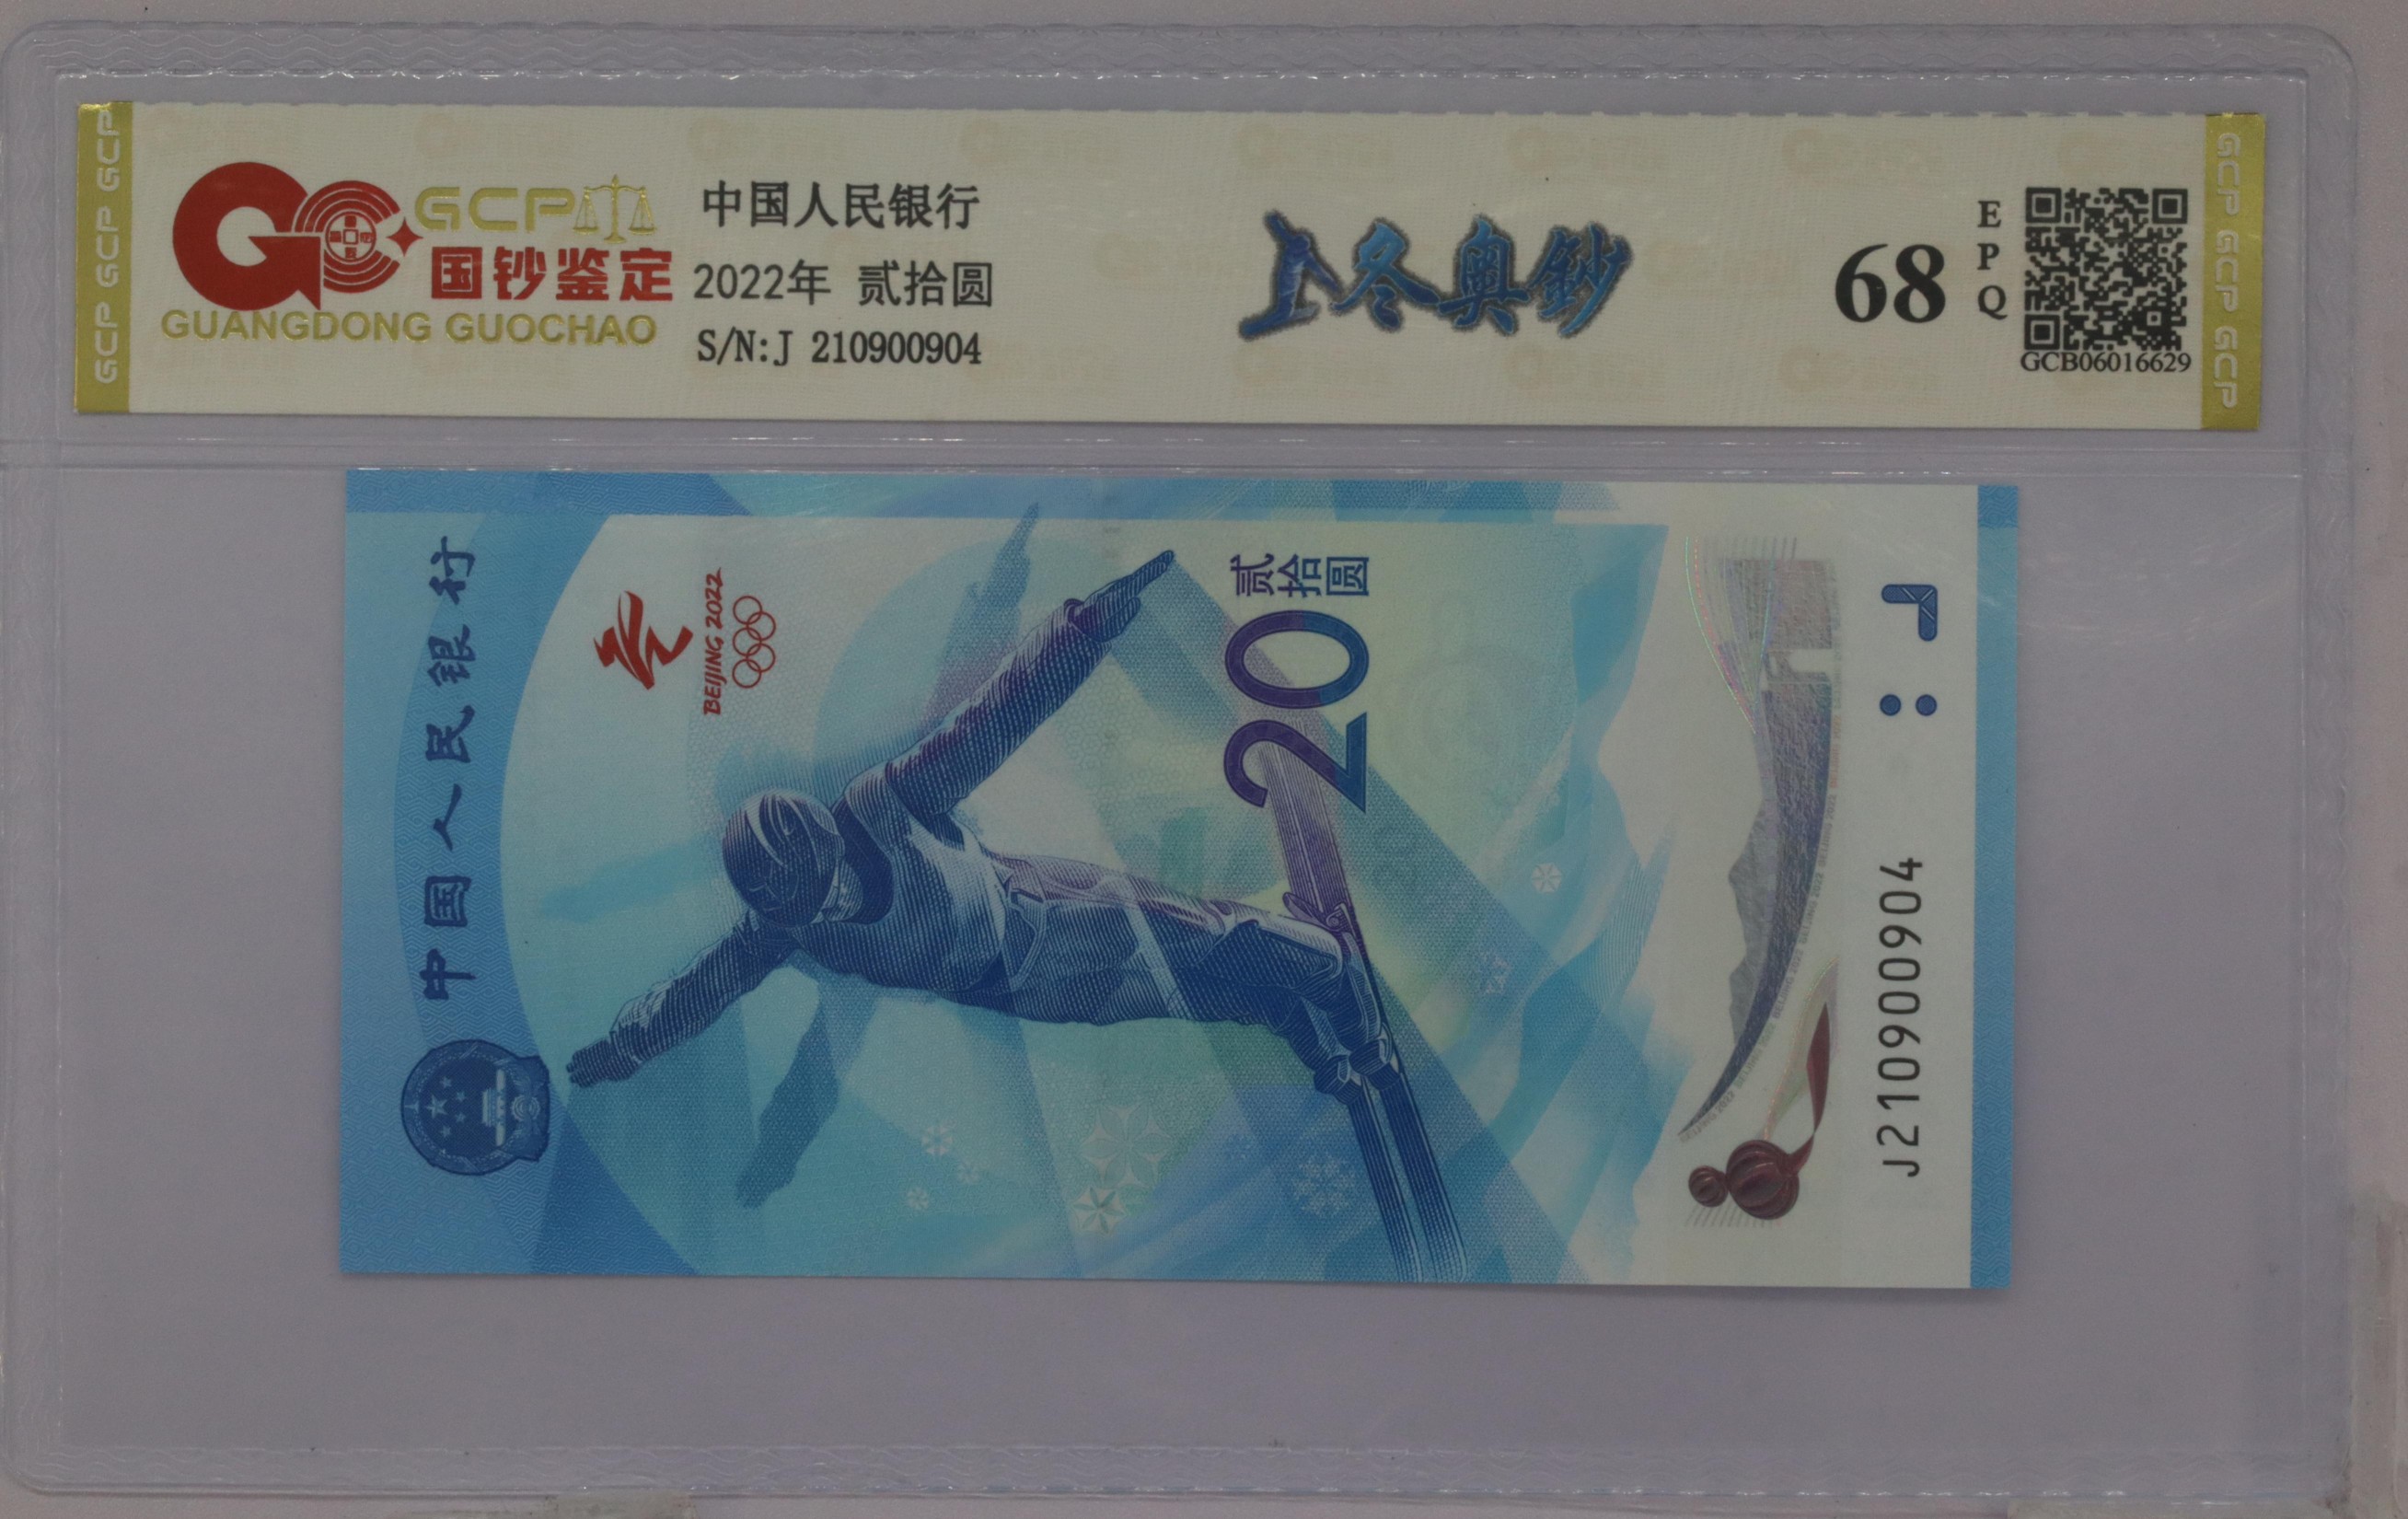 GCP GCP GCP
GCP
国钞鉴定
GUANGDONG GUOCHAO
中国人民银行
2022年 贰拾圆
S/N:J 210900904
冬奥鈔
68
EPQ
GCB06016629
GCP GCP GCP
中国人民银行
BEIJING 2022
贰拾圆
20
J210900904